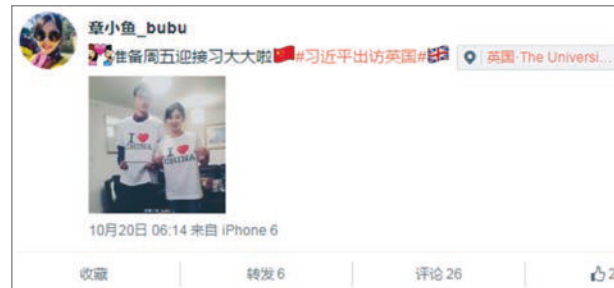 章小鱼_bubu
准备周五迎接习大大啦#习近平出访英国#
英国·The Universi...
I ❤
CHINA
I ❤
CHINA
10月20日 06:14 来自 iPhone 6
收藏
转发 6
评论 26
2